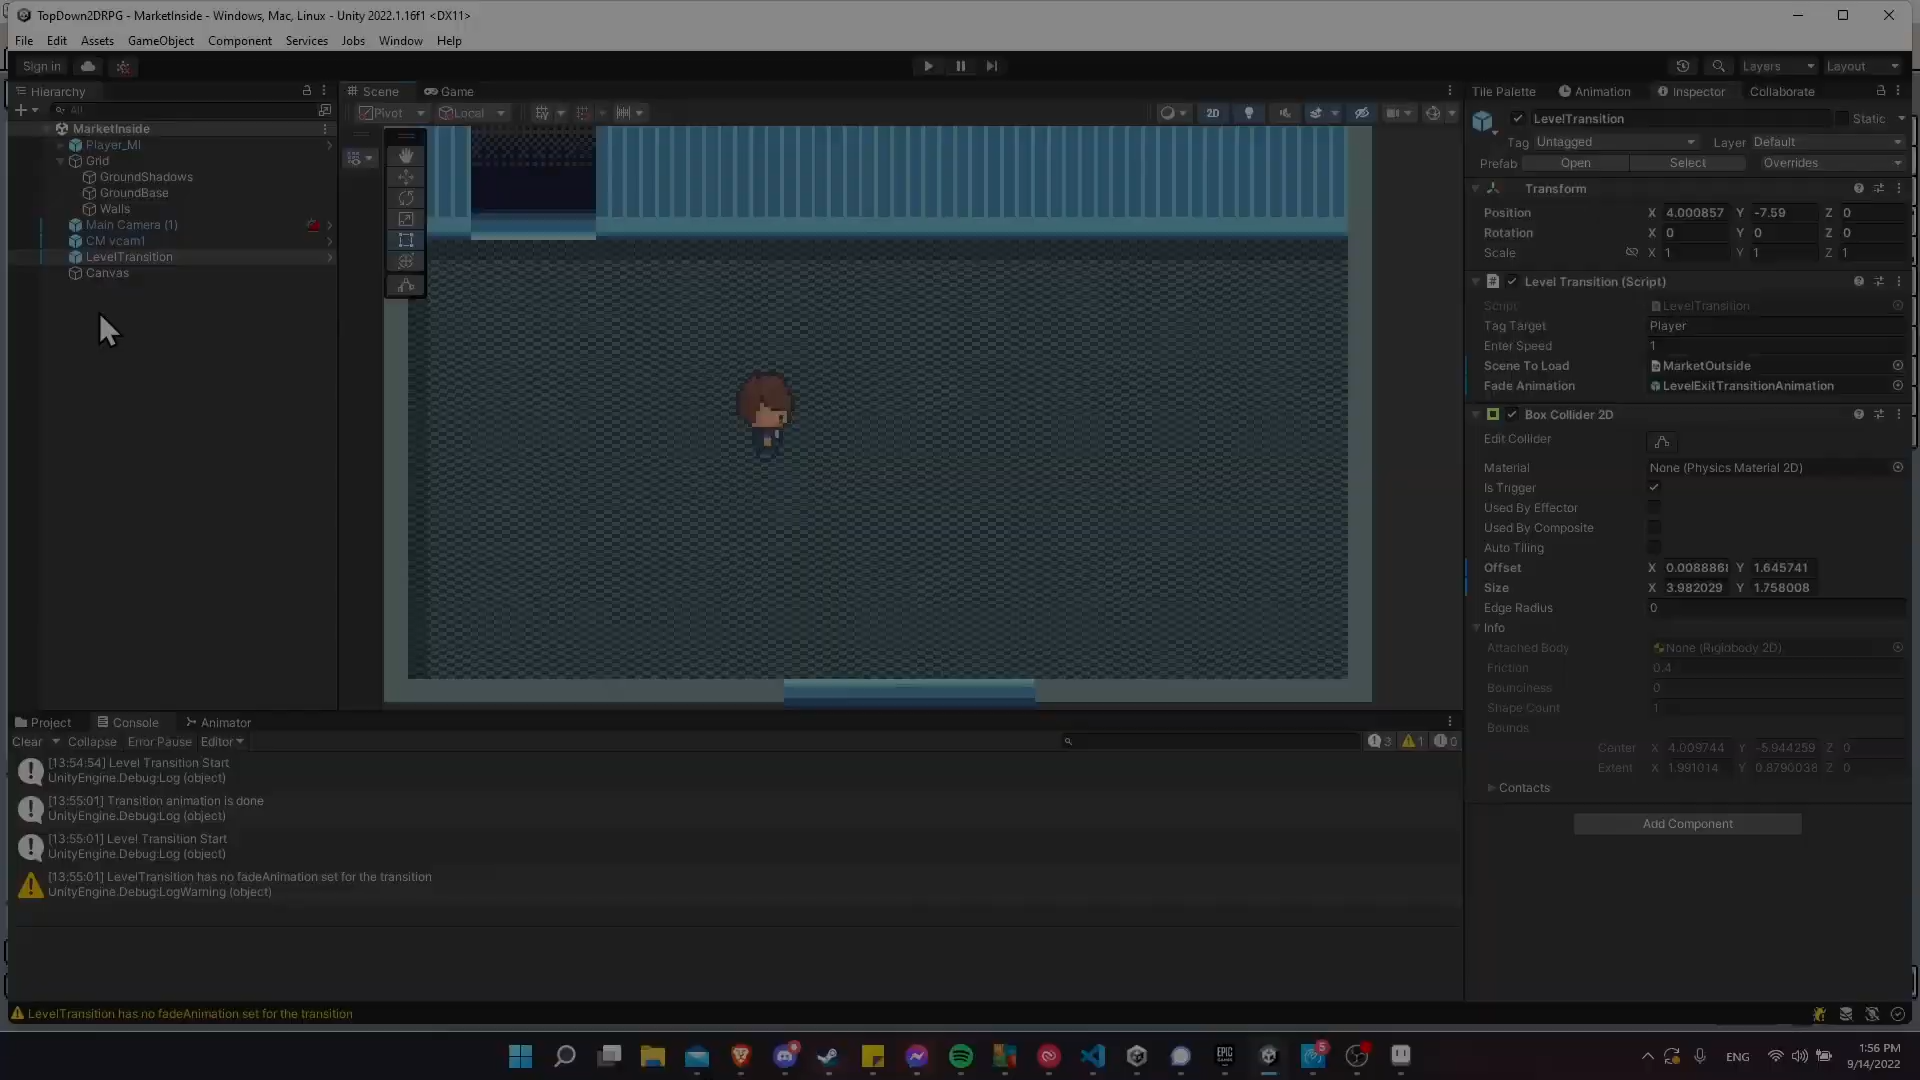 TopDown2DRPG - MarketInside - Windows, Mac, Linux - Unity 2022.1.16f1 <DX11>
File Edit Assets GameObject Component Services Jobs Window Help
Sign in
Layers
Layout
Hierarchy
All
MarketInside
Player_MI
Grid
GroundShadows
GroundBase
Walls
Main Camera (1)
CM vcam1
LevelTransition
Canvas
Scene
Game
Pivot
Local
2D
Tile Palette
Animation
Inspector
Collaborate
LevelTransition
Static
Tag Untagged
Layer Default
Prefab Open Select Overrides
Transform
Position X 4.000857 Y -7.59 Z 0
Rotation X 0 Y 0 Z 0
Scale X 1 Y 1 Z 1
Level Transition (Script)
Script LevelTransition
Tag Target Player
Enter Speed 1
Scene To Load MarketOutside
Fade Animation LevelExitTransitionAnimation
Box Collider 2D
Edit Collider
Material None (Physics Material 2D)
Is Trigger
Used By Effector
Used By Composite
Auto Tiling
Offset X 0.0088868 Y 1.645741
Size X 3.982029 Y 1.758008
Edge Radius 0
Info
Attached Body None (Rigidbody 2D)
Friction 0.4
Bounciness 0
Shape Count 1
Bounds
Center X 4.009744 Y -5.944259 Z 0
Extent X 1.991014 Y 0.8790038 Z 0
Contacts
Add Component
Project
Console
Animator
Clear
Collapse
Error Pause
Editor
3
1
0
[13:54:54] Level Transition Start
UnityEngine.Debug:Log (object)
[13:55:01] Transition animation is done
UnityEngine.Debug:Log (object)
[13:55:01] Level Transition Start
UnityEngine.Debug:Log (object)
[13:55:01] LevelTransition has no fadeAnimation set for the transition
UnityEngine.Debug:LogWarning (object)
LevelTransition has no fadeAnimation set for the transition
EPIC
5
ENG
1:56 PM
9/14/2022